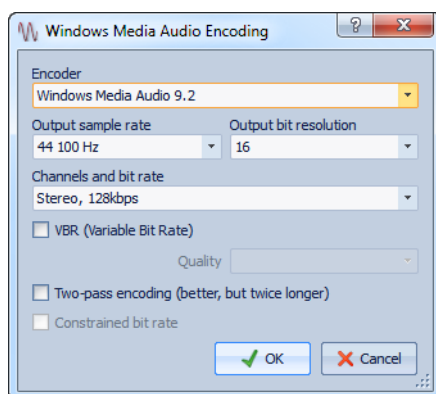 Windows Media Audio Encoding
Encoder
Windows Media Audio 9.2
Output sample rate
Output bit resolution
44 100 Hz
16
Channels and bit rate
Stereo, 128kbps
VBR (Variable Bit Rate)
Quality
Two-pass encoding (better, but twice longer)
Constrained bit rate
OK
Cancel